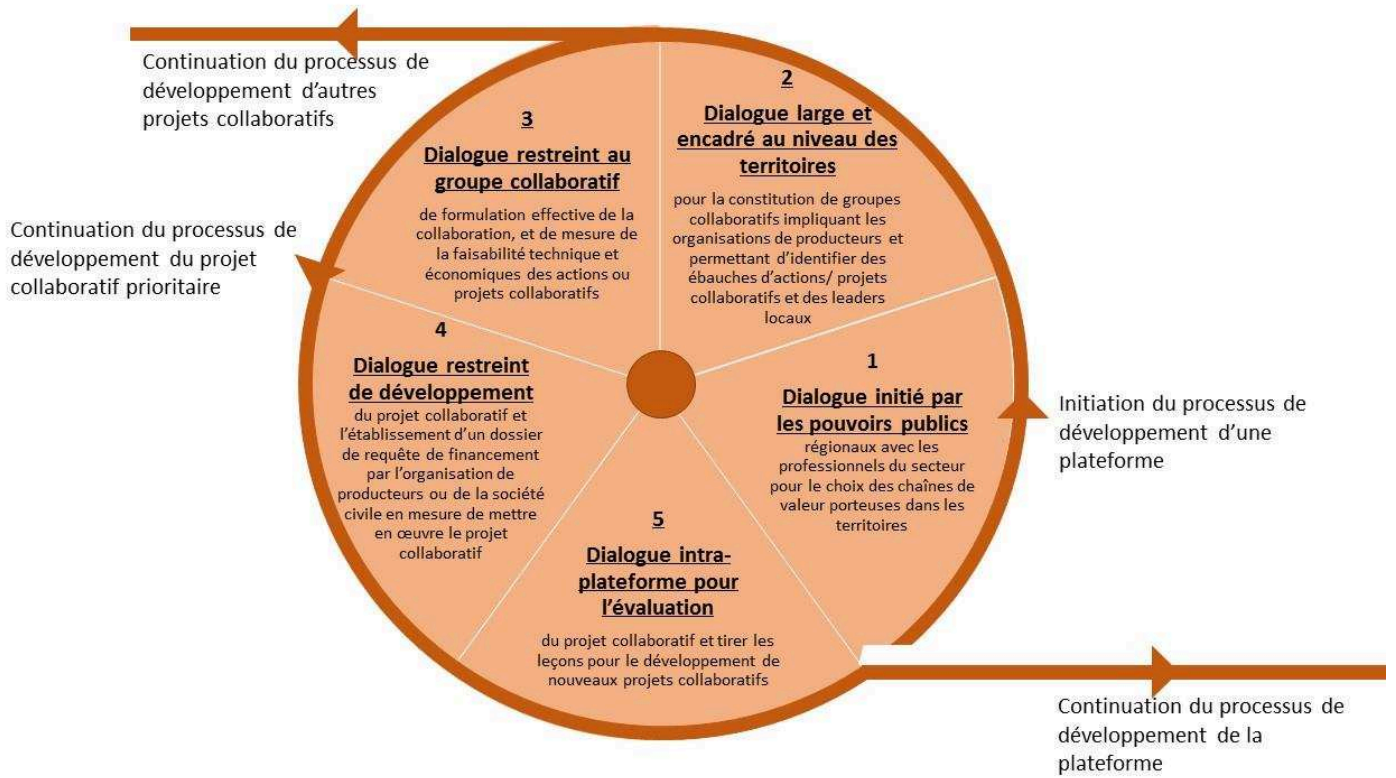 Continuation du processus de
développement d'autres
projets collaboratifs
2
Dialogue large et
encadré au niveau des
territoires
pour la constitution de groupes
collaboratifs impliquant les
organisations de producteurs et
permettant d'identifier des
ébauches d'actions/ projets
collaboratifs et des leaders
locaux
3
Dialogue restreint au
groupe collaboratif
de formulation effective de la
collaboration, et de mesure de
la faisabilité technique et
économiques des actions ou
projets collaboratifs
Continuation du processus de
développement du projet
collaboratif prioritaire
4
Dialogue restreint
de développement
du projet collaboratif et
l'établissement d'un dossier
de requête de financement
par l'organisation de
producteurs ou de la société
civile en mesure de mettre
en œuvre le projet
collaboratif
1
Dialogue initié par
les pouvoirs publics
régionaux avec les
professionnels du secteur
pour le choix des chaînes de
valeur porteuses dans les
territoires
Initiation du processus de
développement d'une
plateforme
5
Dialogue intra-
plateforme pour
l'évaluation
du projet collaboratif et tirer les
leçons pour le développement de
nouveaux projets collaboratifs
Continuation du processus de
développement de la
plateforme